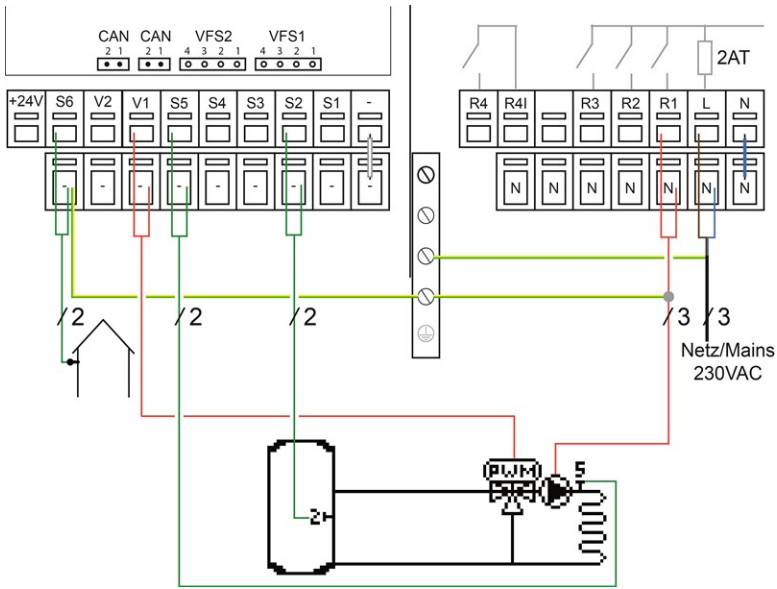 CAN CAN VFS2 VFS1
2 1 2 1 4 3 2 1 4 3 2 1
2AT
+24V S6 V2 V1 S5 S4 S3 S2 S1 -
R4 R4I R3 R2 R1 L N
- - - - - - - - -
N N N N N N N
2 2 2 3 3
Netz/Mains
230VAC
PWM S
2